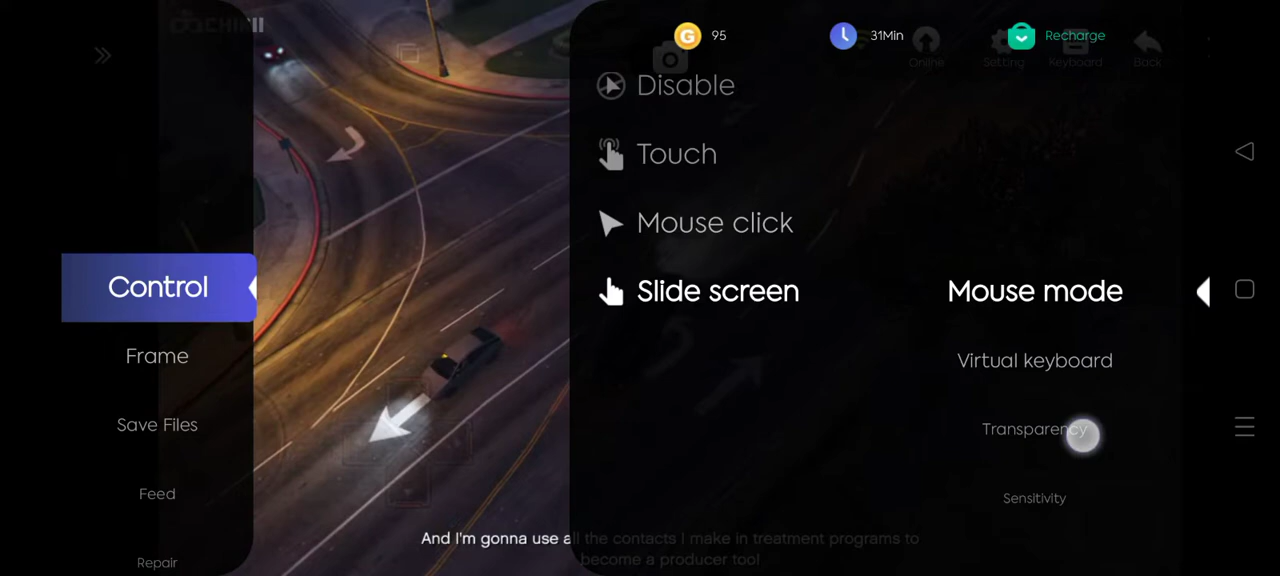 CHIKII
95
31Min
Recharge
Online
Setting
Keyboard
Back
Disable
Touch
Mouse click
Slide screen
Control
Frame
Save Files
Feed
Repair
Mouse mode
Virtual keyboard
Transparency
Sensitivity
And I'm gonna use all the contacts I make in treatment programs to
become a producer too!